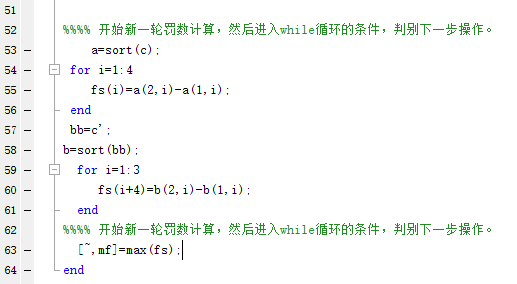 51
52 %%%% 开始新一轮罚数计算，然后进入while循环的条件，判别下一步操作。
53 — a=sort(c);
54 — for i=1:4
55 — fs(i)=a(2,i)-a(1,i);
56 — end
57 — bb=c';
58 — b=sort(bb);
59 — for i=1:3
60 — fs(i+4)=b(2,i)-b(1,i);
61 — end
62 %%%% 开始新一轮罚数计算，然后进入while循环的条件，判别下一步操作。
63 — [~,mf]=max(fs);
64 — end